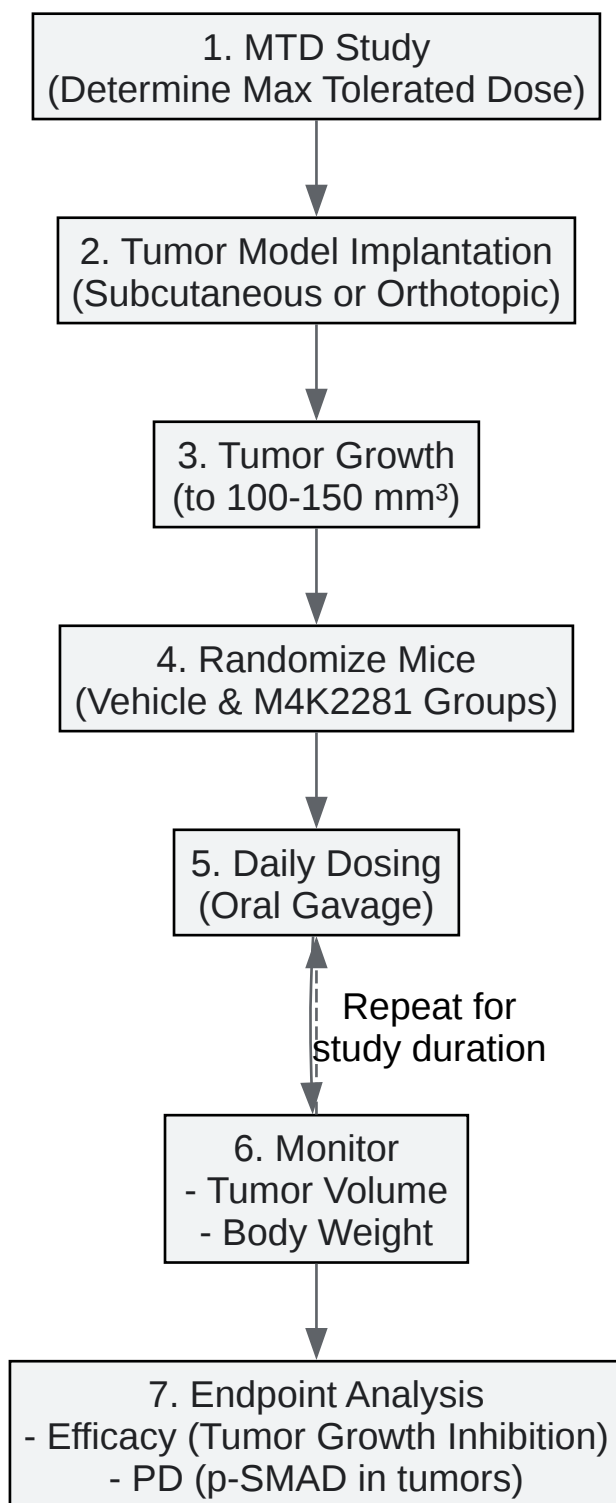 1. MTD Study
(Determine Max Tolerated Dose)
2. Tumor Model Implantation
(Subcutaneous or Orthotopic)
3. Tumor Growth
(to 100-150 mm³)
4. Randomize Mice
(Vehicle & M4K2281 Groups)
5. Daily Dosing
(Oral Gavage)
Repeat for
study duration
6. Monitor
- Tumor Volume
- Body Weight
7. Endpoint Analysis
- Efficacy (Tumor Growth Inhibition)
- PD (p-SMAD in tumors)